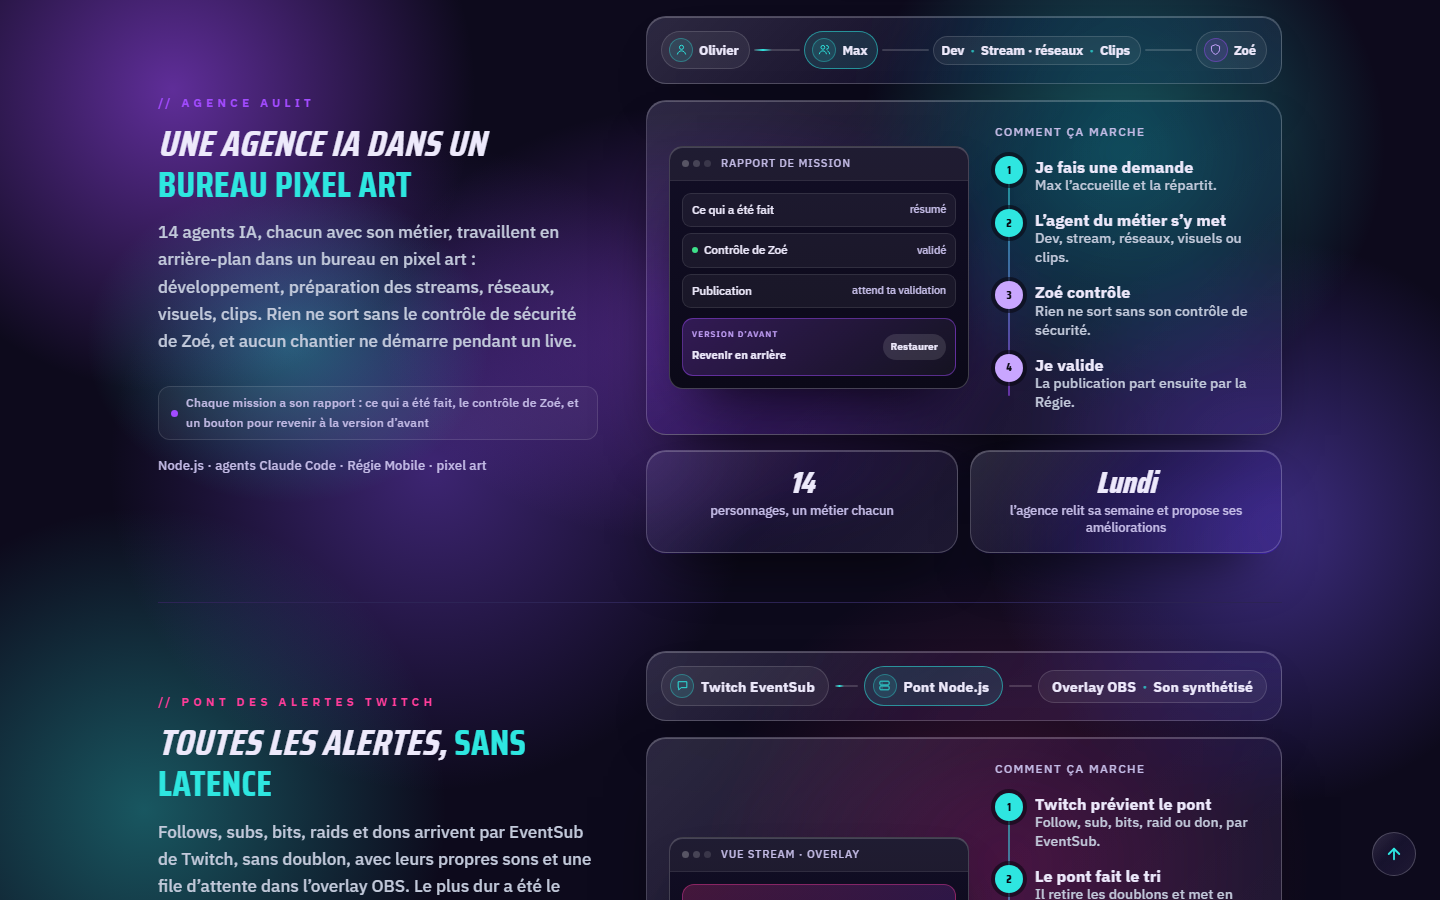 // AGENCE AULIT
UNE AGENCE IA DANS UN
BUREAU PIXEL ART
14 agents IA, chacun avec son métier, travaillent en
arrière-plan dans un bureau en pixel art :
développement, préparation des streams, réseaux,
visuels, clips. Rien ne sort sans le contrôle de sécurité
de Zoé, et aucun chantier ne démarre pendant un live.
Chaque mission a son rapport : ce qui a été fait, le contrôle de Zoé, et
un bouton pour revenir à la version d’avant
Node.js · agents Claude Code · Régie Mobile · pixel art
Olivier
Max
Dev · Stream · réseaux · Clips
Zoé
RAPPORT DE MISSION
Ce qui a été fait résumé
Contrôle de Zoé validé
Publication attend ta validation
VERSION D’AVANT
Revenir en arrière
Restaurer
COMMENT ÇA MARCHE
1 Je fais une demande
Max l’accueille et la répartit.
2 L’agent du métier s’y met
Dev, stream, réseaux, visuels ou
clips.
3 Zoé contrôle
Rien ne sort sans son contrôle de
sécurité.
4 Je valide
La publication part ensuite par la
Régie.
14
personnages, un métier chacun
Lundi
l’agence relit sa semaine et propose ses
améliorations
// PONT DES ALERTES TWITCH
TOUTES LES ALERTES, SANS
LATENCE
Follows, subs, bits, raids et dons arrivent par EventSub
de Twitch, sans doublon, avec leurs propres sons et une
file d’attente dans l’overlay OBS. Le plus dur a été le
Twitch EventSub
Pont Node.js
Overlay OBS · Son synthétisé
VUE STREAM · OVERLAY
COMMENT ÇA MARCHE
1 Twitch prévient le pont
Follow, sub, bits, raid ou don, par
EventSub.
2 Le pont fait le tri
Il retire les doublons et met en